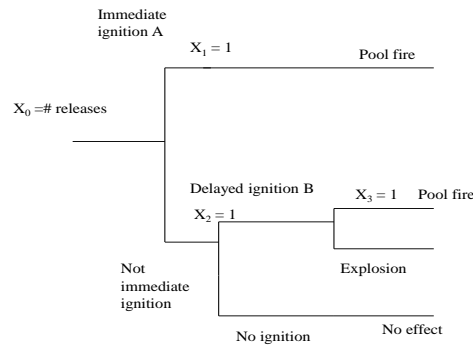 Immediate
ignition A
X₁ = 1
Pool fire
X₀ =# releases
Delayed ignition B
X₃ = 1
Pool fire
X₂ = 1
Not
immediate
ignition
Explosion
No ignition
No effect